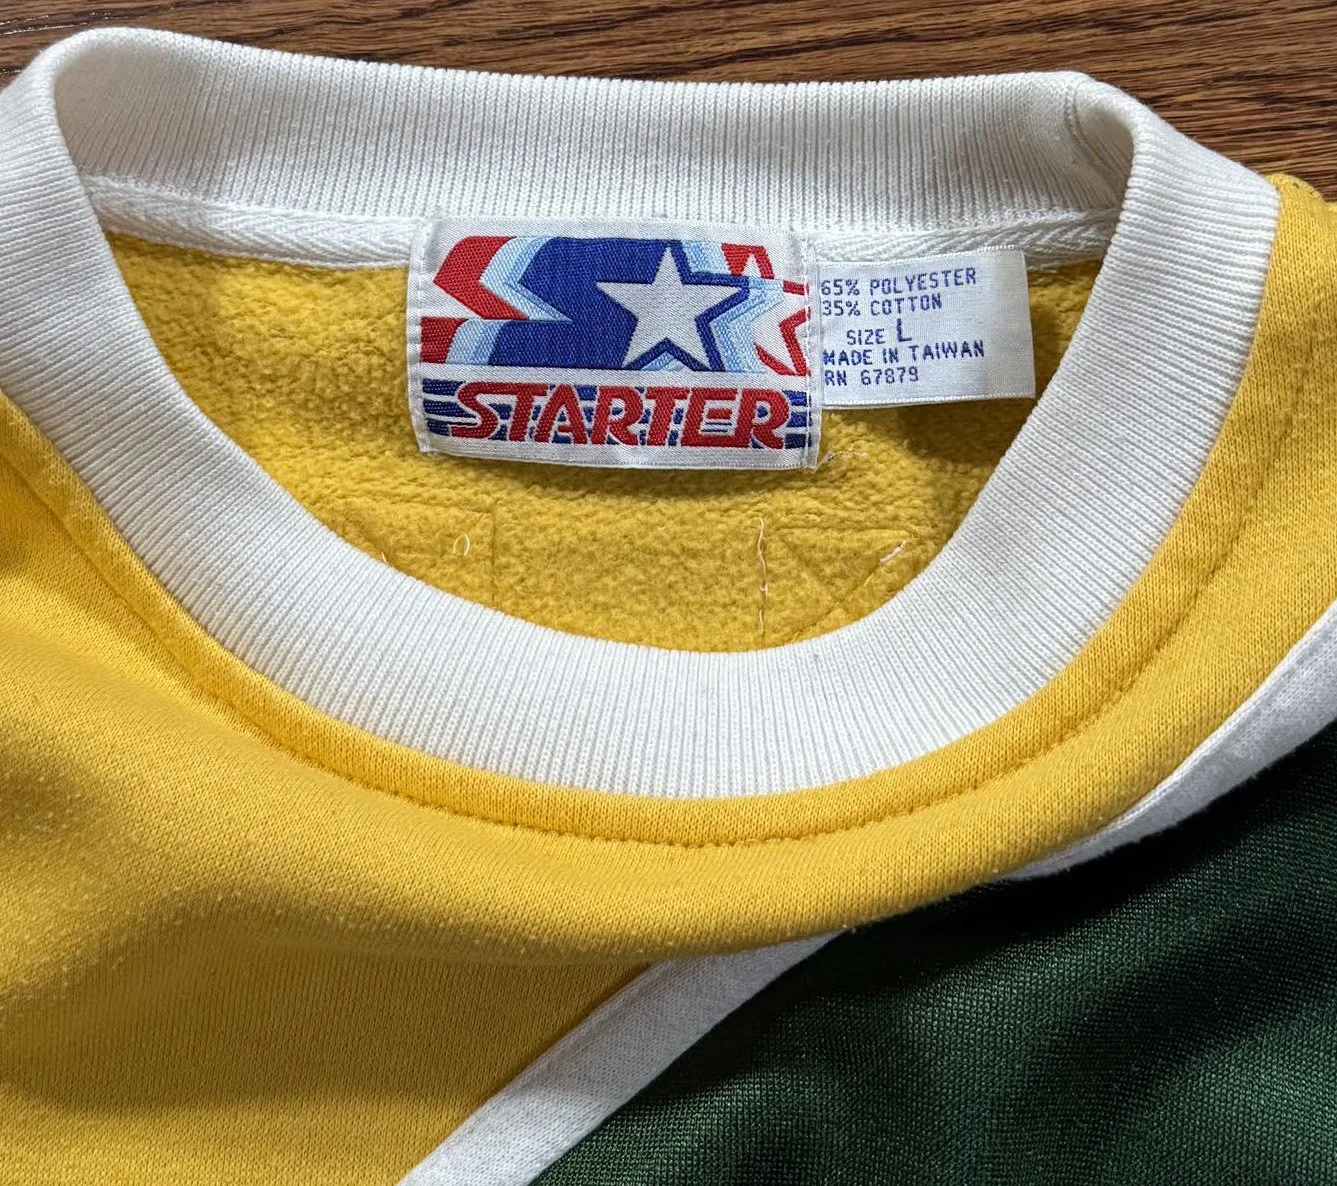 STARTER
65% POLYESTER
35% COTTON
SIZE L
MADE IN TAIWAN
RN 67879